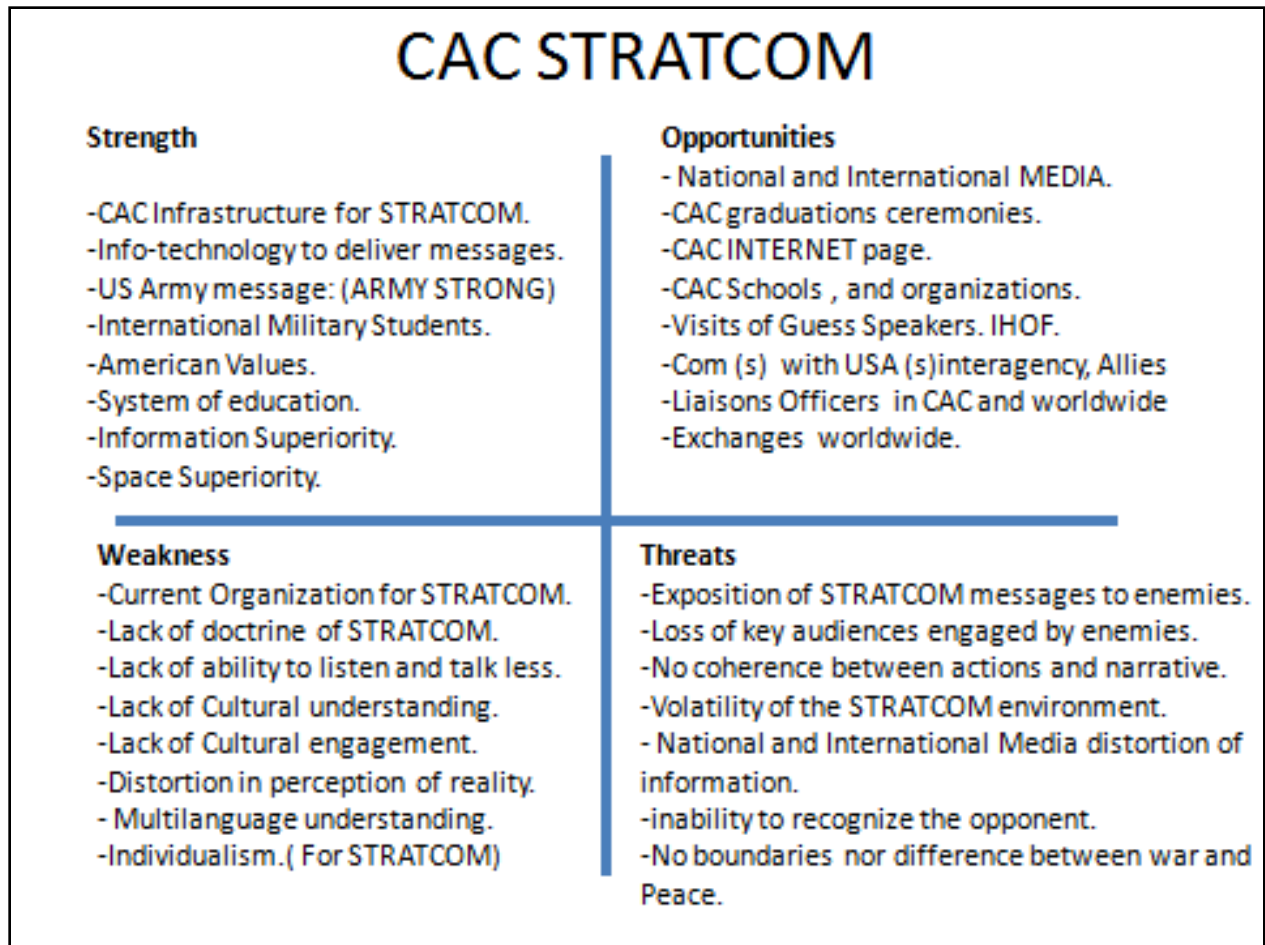 CAC STRATCOM
Strength
-CAC Infrastructure for STRATCOM.
-Info-technology to deliver messages.
-US Army message: (ARMY STRONG)
-International Military Students.
-American Values.
-System of education.
-Information Superiority.
-Space Superiority.
Opportunities
- National and International MEDIA.
-CAC graduations ceremonies.
-CAC INTERNET page.
-CAC Schools , and organizations.
-Visits of Guess Speakers. IHOF.
-Com (s) with USA (s)interagency, Allies
-Liaisons Officers in CAC and worldwide
-Exchanges worldwide.
Weakness
-Current Organization for STRATCOM.
-Lack of doctrine of STRATCOM.
-Lack of ability to listen and talk less.
-Lack of Cultural understanding.
-Lack of Cultural engagement.
-Distortion in perception of reality.
- Multilanguage understanding.
-Individualism.( For STRATCOM)
Threats
-Exposition of STRATCOM messages to enemies.
-Loss of key audiences engaged by enemies.
-No coherence between actions and narrative.
-Volatility of the STRATCOM environment.
- National and International Media distortion of
information.
-inability to recognize the opponent.
-No boundaries nor difference between war and
Peace.